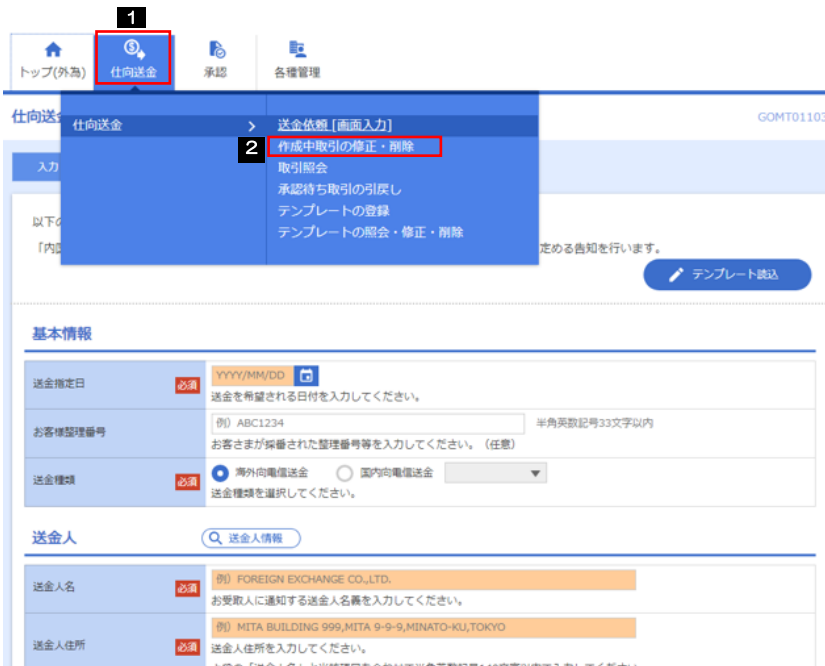 1
トップ(外為) 仕向送金 承認 各種管理
仕向送 GOMT01103
仕向送金 送金依頼 [画面入力]
2 作成中取引の修正・削除
入力 取引照会
承認待ち取引の引戻し
テンプレートの登録
以下の
テンプレートの照会・修正・削除
「内国 定める告知を行います。
テンプレート読込
基本情報
送金指定日 必須 YYYY/MM/DD
送金を希望される日付を入力してください。
お客様整理番号 例）ABC1234 半角英数記号33文字以内
お客さまが採番された整理番号等を入力してください。（任意）
送金種類 必須 海外向電信送金 国内向電信送金
送金種類を選択してください。
送金人 送金人情報
送金人名 必須 例）FOREIGN EXCHANGE CO.,LTD.
お受取人に通知する送金人名義を入力してください。
例）MITA BUILDING 999,MITA 9-9-9,MINATO-KU,TOKYO
送金人住所 必須 送金人住所を入力してください。